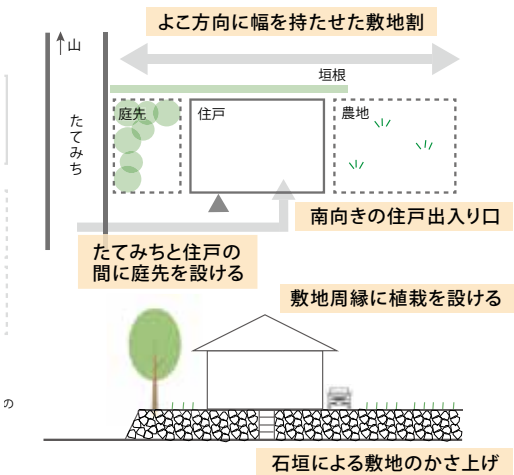 よこ方向に幅を持たせた敷地割
山
垣根
庭先
住戸
農地
たてみち
南向きの住戸出入り口
たてみちと住戸の
間に庭先を設ける
敷地周縁に植栽を設ける
の
石垣による敷地のかさ上げ